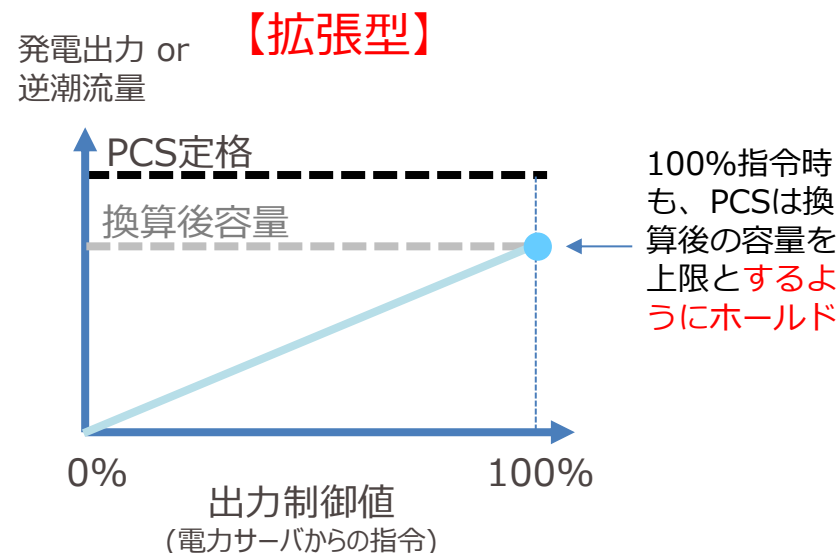 【拡張型】
発電出力 or
逆潮流量
PCS定格
換算後容量
100%指令時
も、PCSは換
算後の容量を
上限とするよ
うにホールド
0%
100%
出力制御値
(電力サーバからの指令)